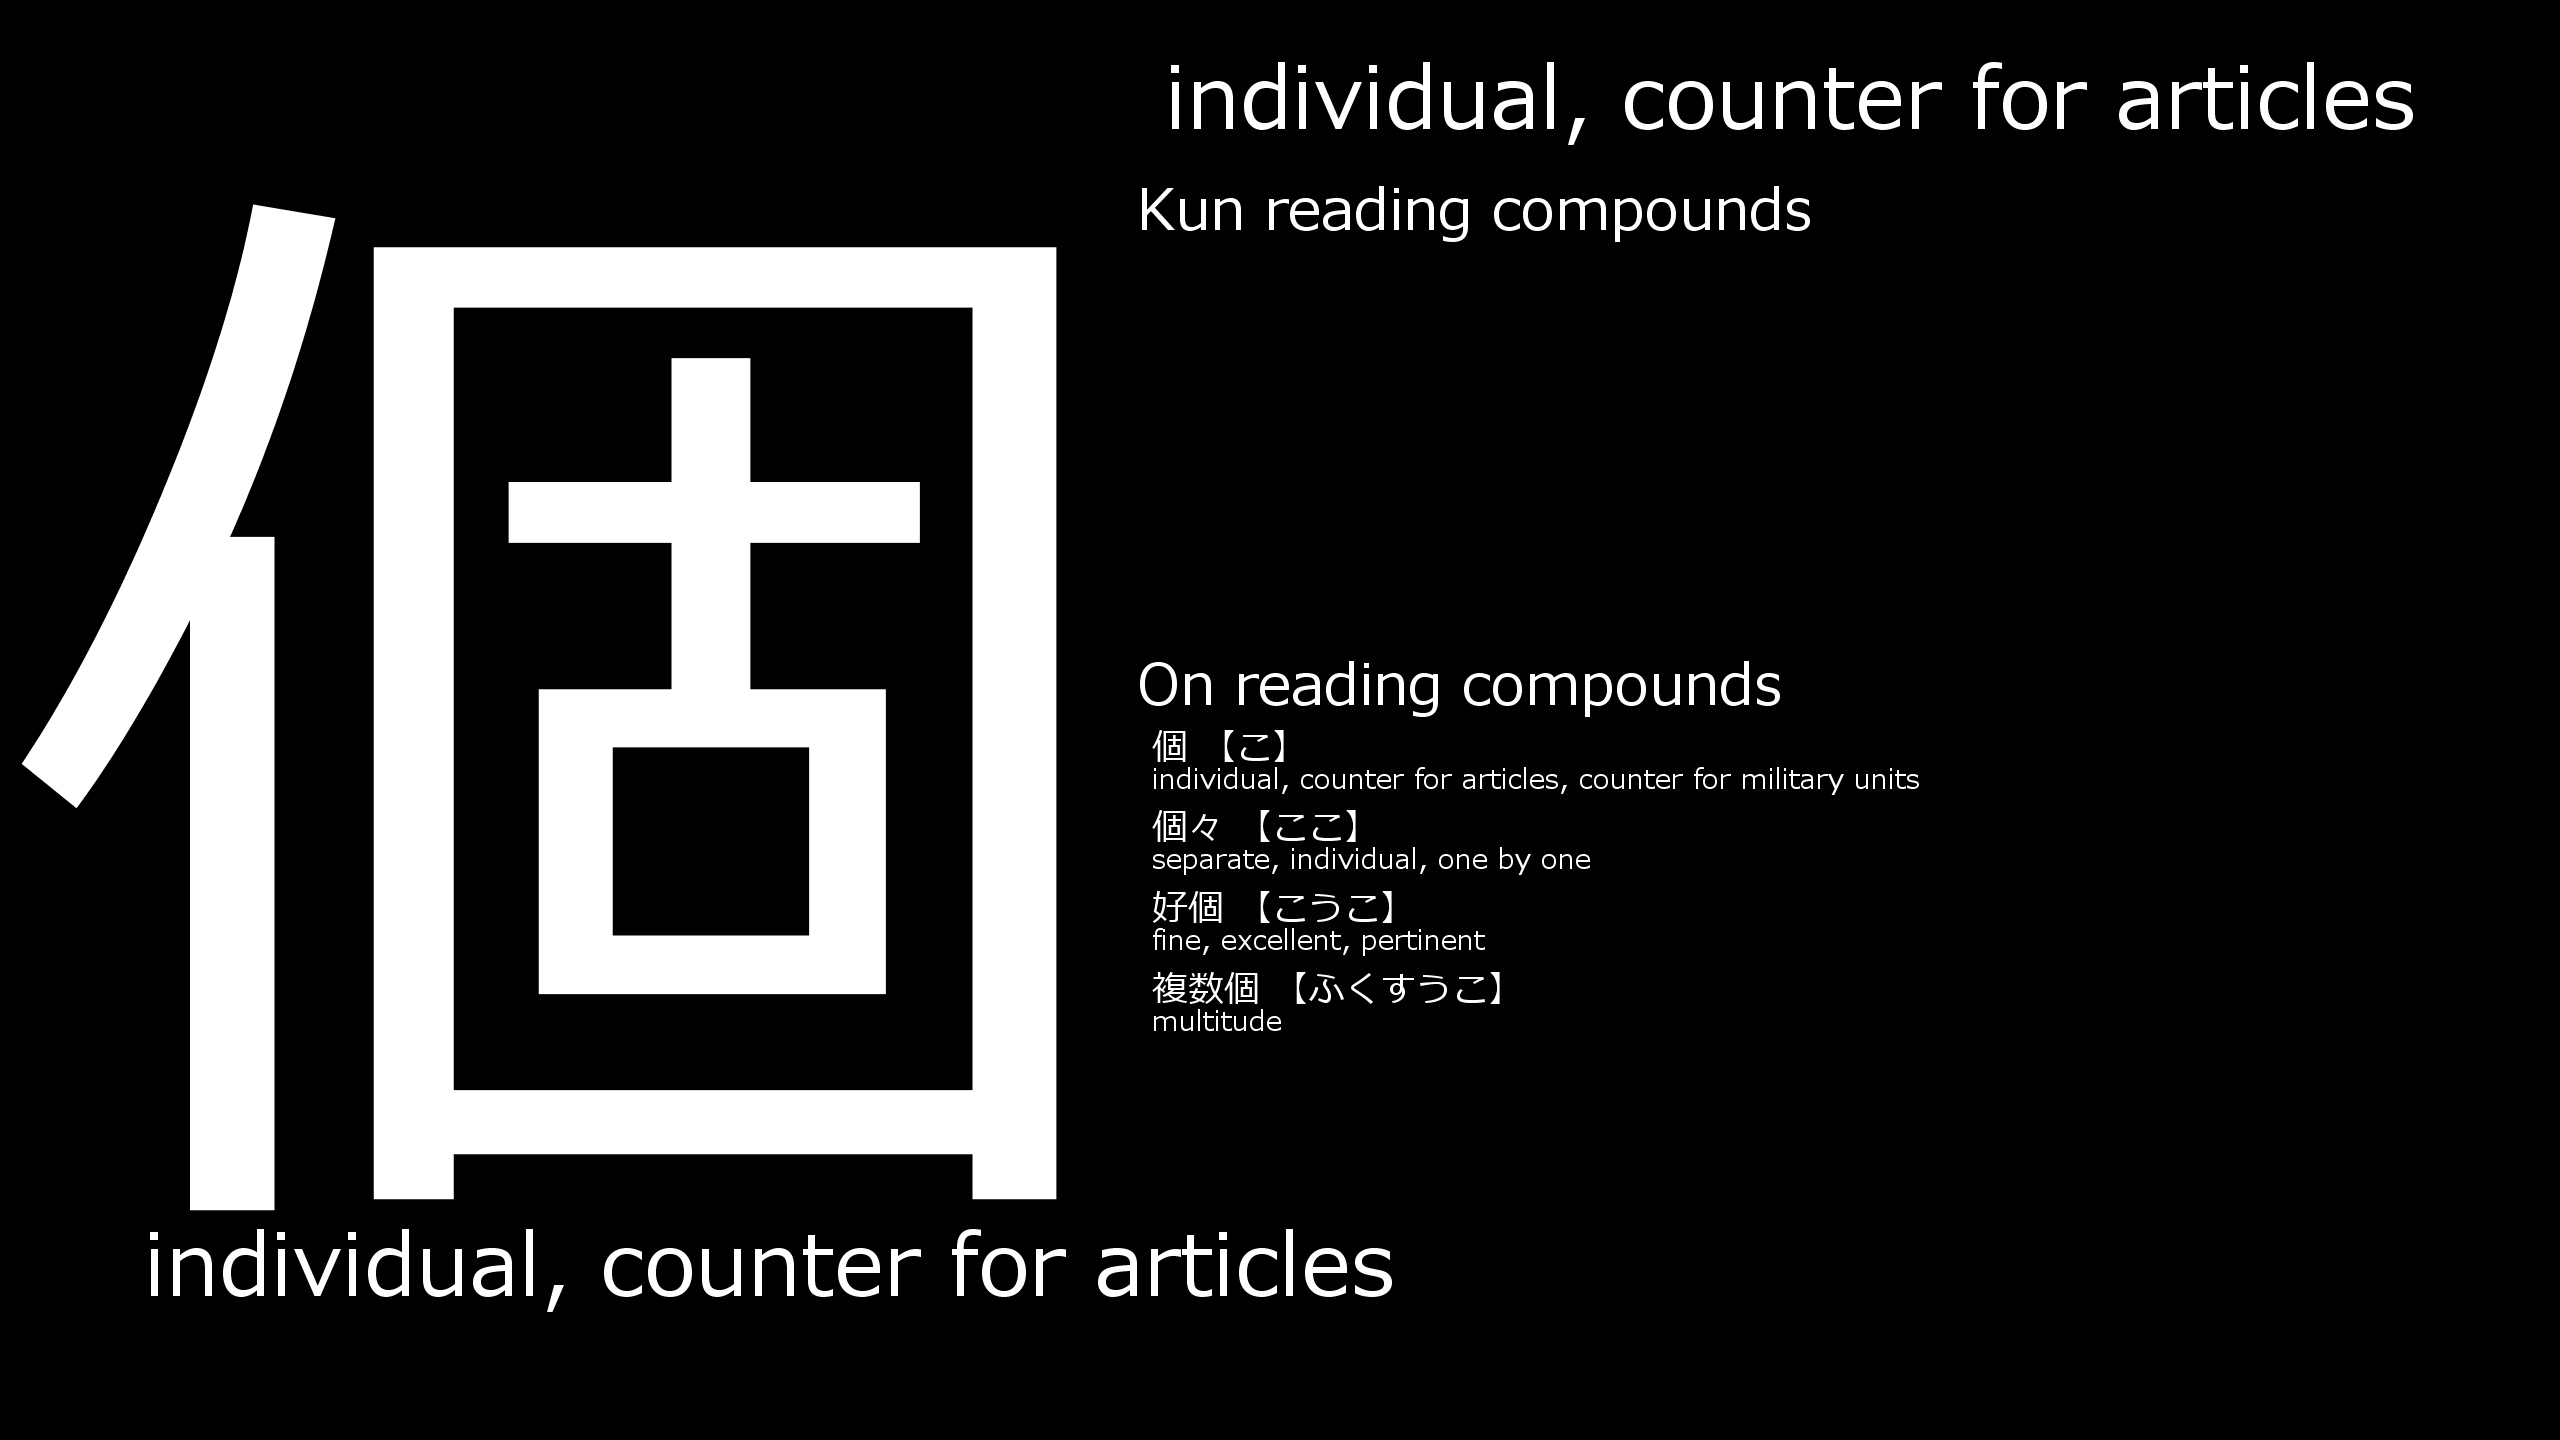 個
individual, counter for articles
individual, counter for articles
Kun reading compounds
On reading compounds
個 【こ】
individual, counter for articles, counter for military units
個々 【ここ】
separate, individual, one by one
好個 【こうこ】
fine, excellent, pertinent
複数個 【ふくすうこ】
multitude